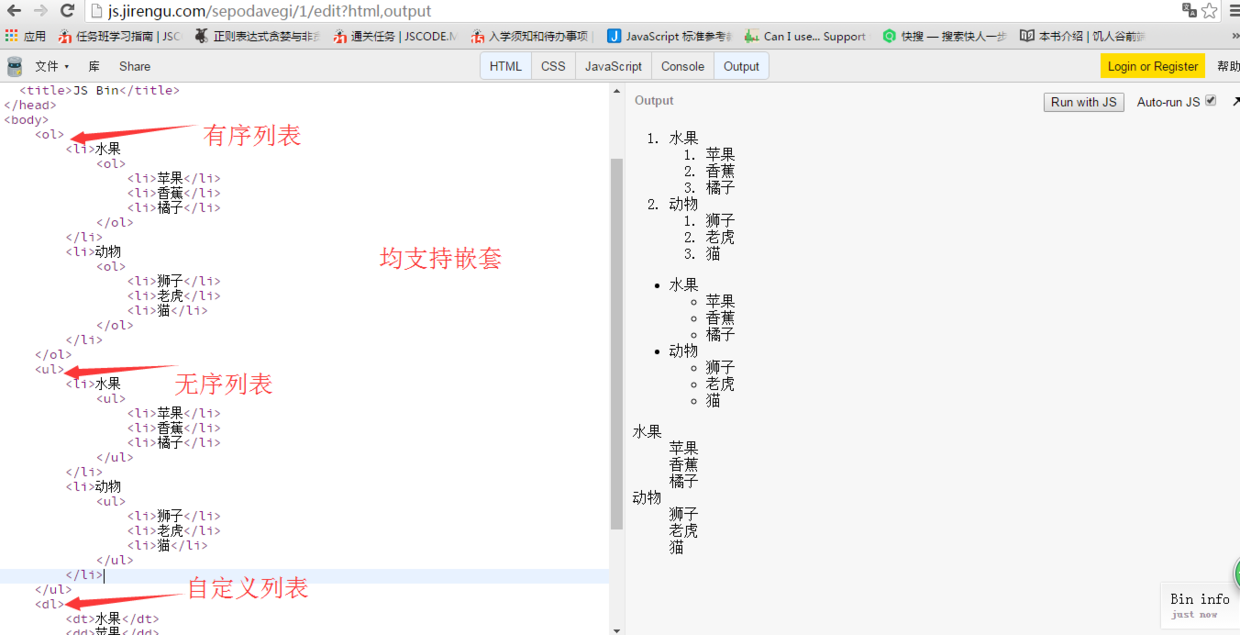 js.jirengu.com/sepodavegi/1/edit?html,output
应用 任务班学习指南 | JSC 正则表达式贪婪与非贪 通关任务 | JSCODE.M 入学须知和待办事项 JavaScript 标准参考 Can I use... Support 快搜 — 搜索快人一步 本书介绍 | 饥人谷前端 »
文件 库 Share HTML CSS JavaScript Console Output Login or Register 帮助
<title>JS Bin</title>
</head>
<body>
<ol>
有序列表
<li>水果
<ol>
<li>苹果</li>
<li>香蕉</li>
<li>橘子</li>
</ol>
</li>
<li>动物
均支持嵌套
<ol>
<li>狮子</li>
<li>老虎</li>
<li>猫</li>
</ol>
</li>
</ol>
<ul>
无序列表
<li>水果
<ul>
<li>苹果</li>
<li>香蕉</li>
<li>橘子</li>
</ul>
</li>
<li>动物
<ul>
<li>狮子</li>
<li>老虎</li>
<li>猫</li>
</ul>
</li>
</ul>
自定义列表
<dl>
<dt>水果</dt>
<dd>苹果</dd>
Output Run with JS Auto-run JS
1. 水果
1. 苹果
2. 香蕉
3. 橘子
2. 动物
1. 狮子
2. 老虎
3. 猫
• 水果
◦ 苹果
◦ 香蕉
◦ 橘子
• 动物
◦ 狮子
◦ 老虎
◦ 猫
水果
苹果
香蕉
橘子
动物
狮子
老虎
猫
Bin info
just now